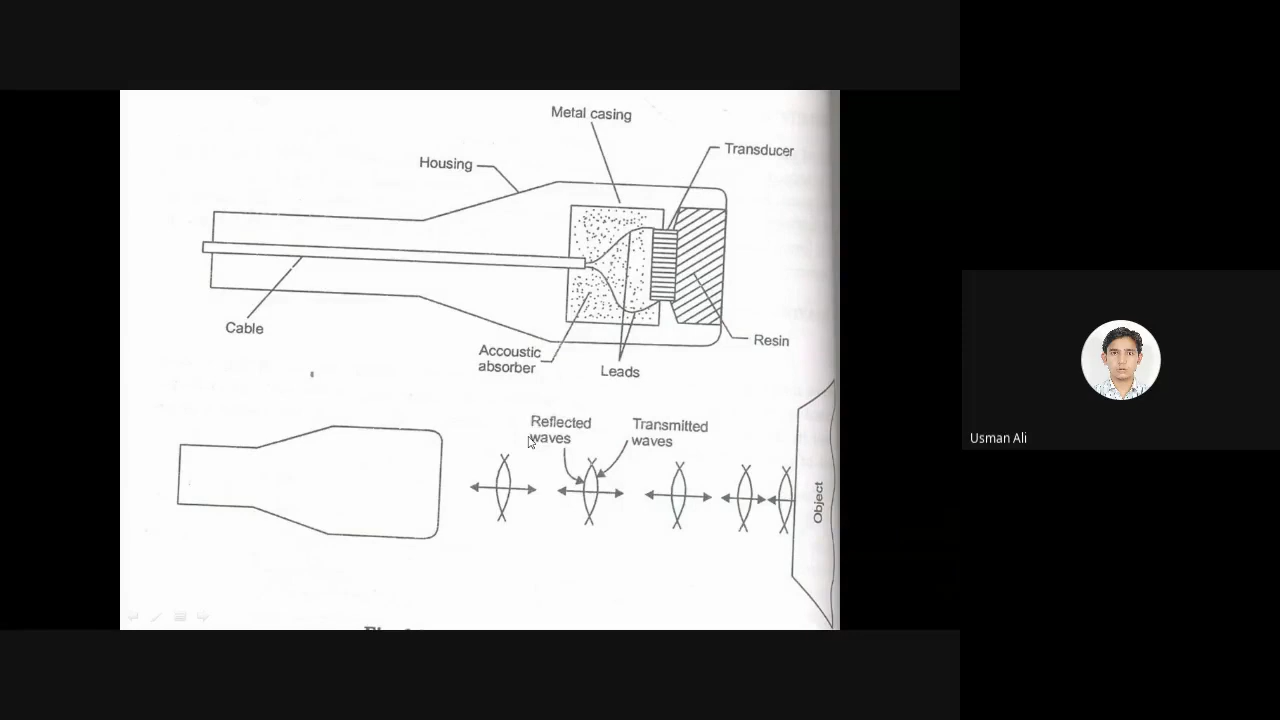 Metal casing
Transducer
Housing
Cable
Accoustic
absorber
Leads
Resin
Reflected
waves
Transmitted
waves
Object
Usman Ali